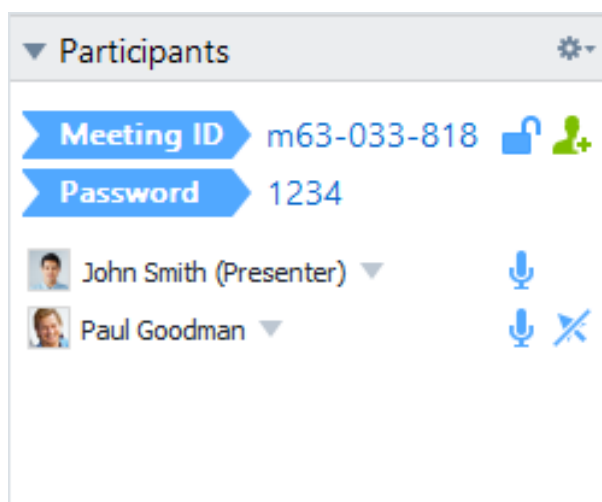 Participants
Meeting ID m63-033-818
Password 1234
John Smith (Presenter)
Paul Goodman